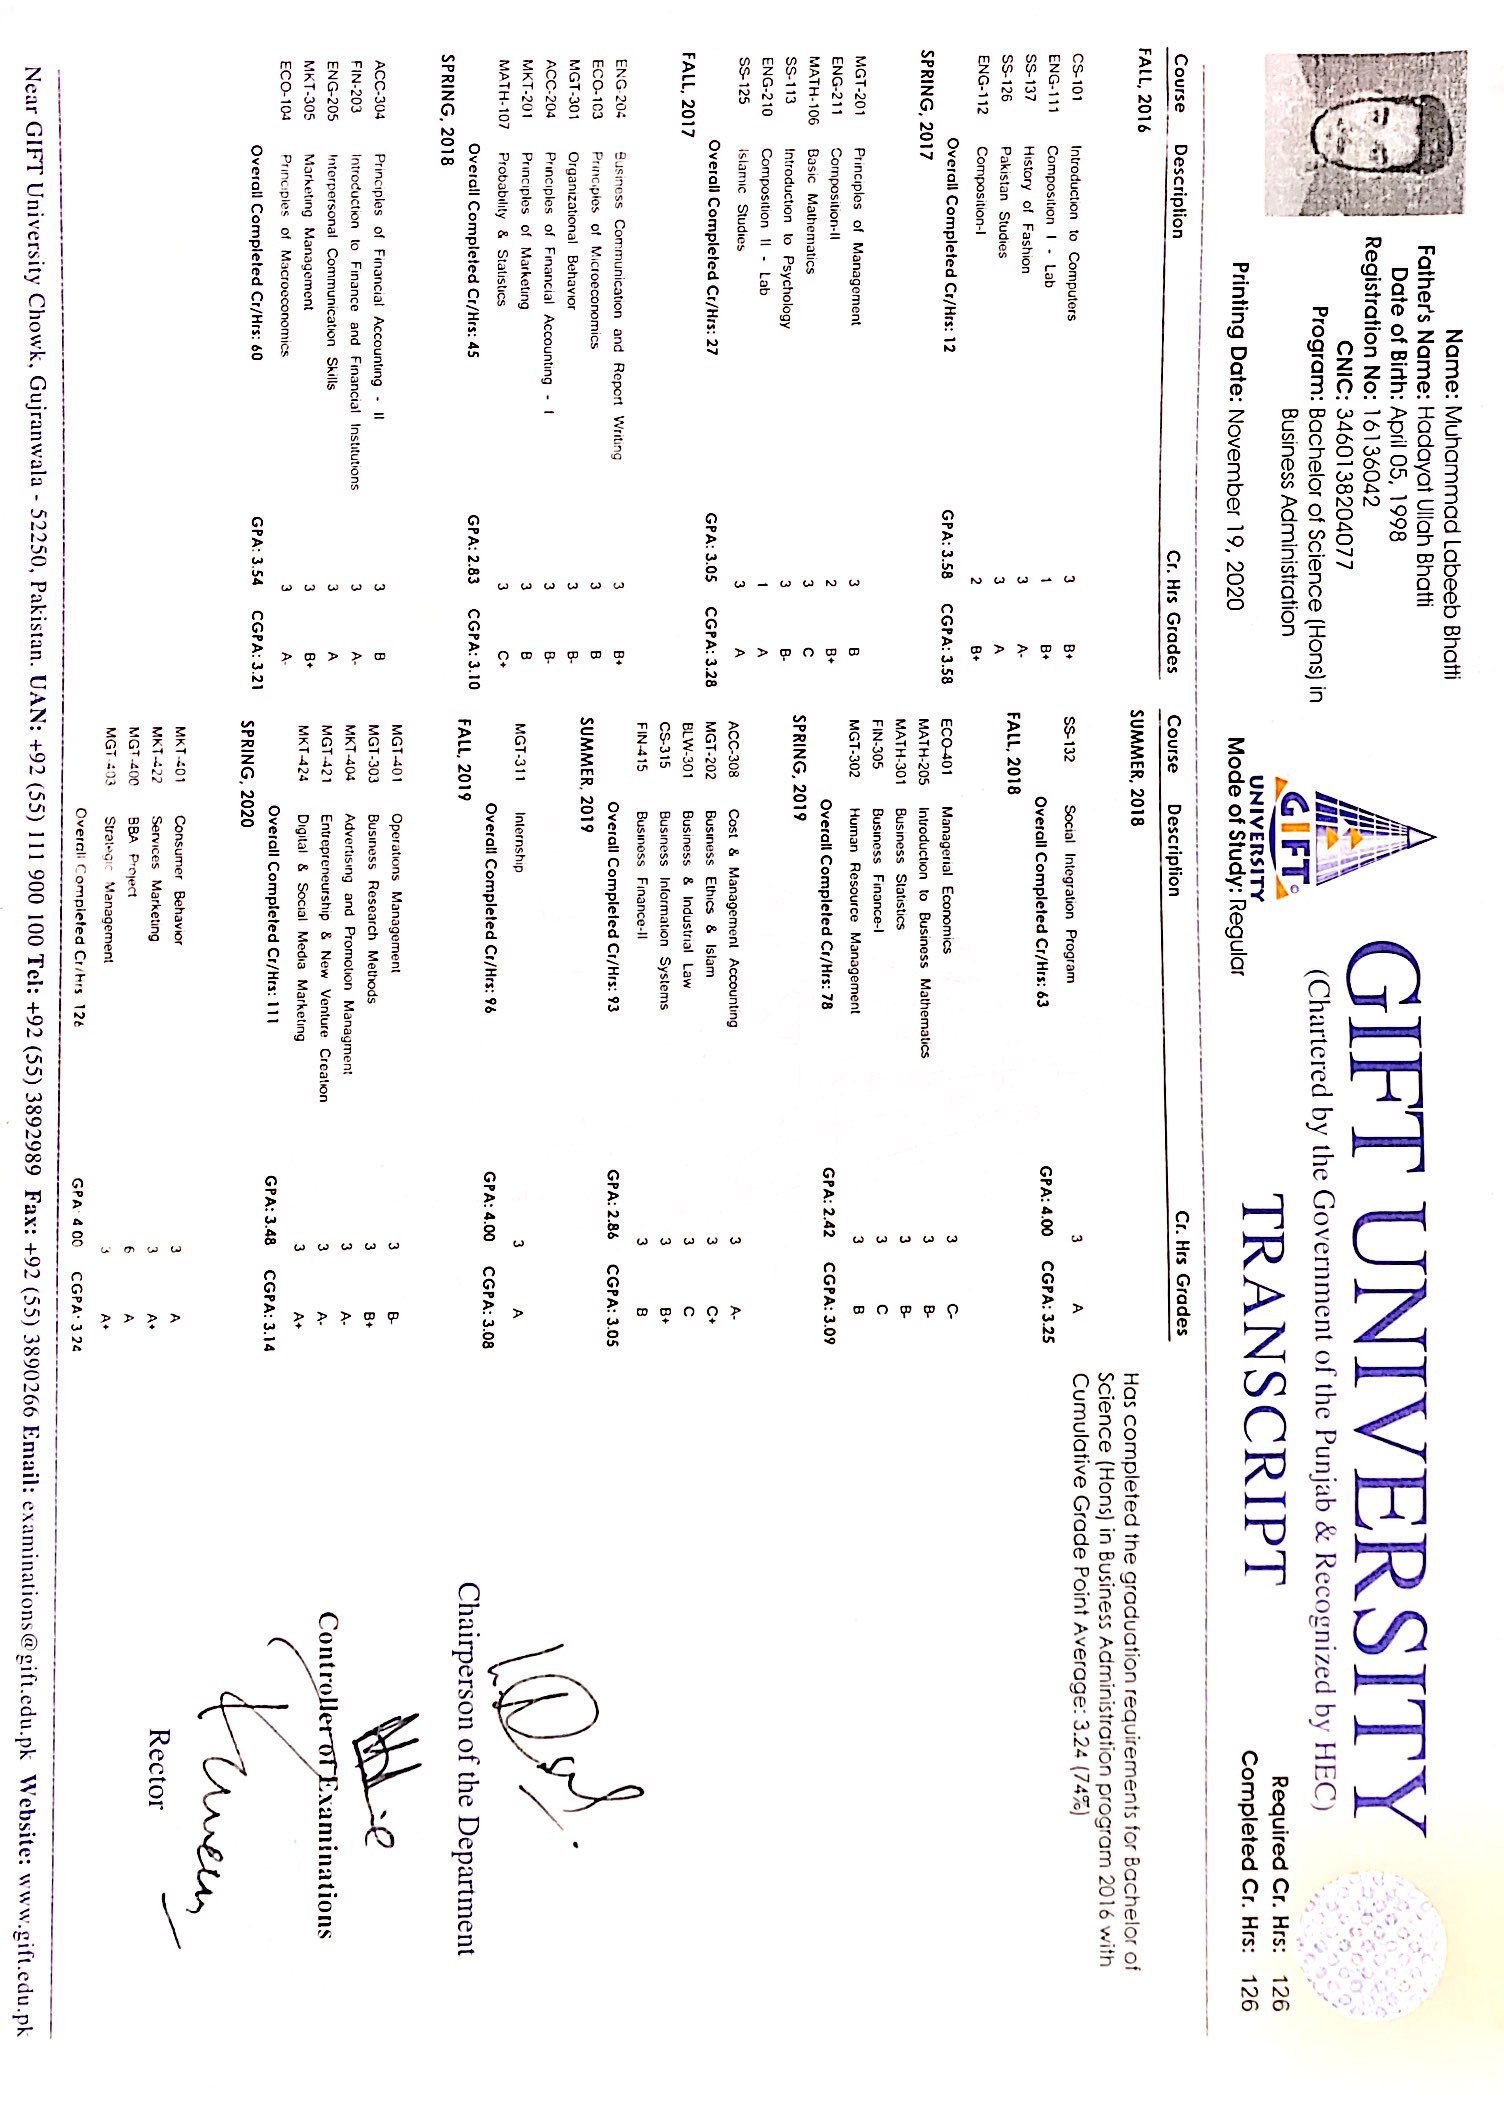 GIFT UNIVERSITY
(Chartered by the Government of the Punjab & Recognized by HEC)
TRANSCRIPT
GIFT
UNIVERSITY
Name: Muhammad Labeeb Bhatti
Father's Name: Hadayat Ullah Bhatti
Date of Birth: April 05, 1998
Registration No: 16136042
CNIC: 3460138204077
Program: Bachelor of Science (Hons) in
Business Administration
Printing Date: November 19, 2020
Mode of Study: Regular
Required Cr. Hrs: 126
Completed Cr. Hrs: 126
Course Description Cr. Hrs Grades
FALL, 2016
CS-101 Introduction to Computers 3 B+
ENG-111 Composition I - Lab 1 B+
SS-137 History of Fashion 3 A-
SS-126 Pakistan Studies 3 A
ENG-112 Composition-I 2 B+
Overall Completed Cr/Hrs: 12 GPA: 3.58 CGPA: 3.58
SPRING, 2017
MGT-201 Principles of Management 3 B
ENG-211 Composition-II 2 B+
MATH-106 Basic Mathematics 3 C
SS-113 Introduction to Psychology 3 B-
ENG-210 Composition II - Lab 1 A
SS-125 Islamic Studies 3 A
Overall Completed Cr/Hrs: 27 GPA: 3.05 CGPA: 3.28
FALL, 2017
ENG-204 Business Communication and Report Writing 3 B+
ECO-103 Principles of Microeconomics 3 B
MGT-301 Organizational Behavior 3 B-
ACC-204 Principles of Financial Accounting - I 3 B-
MKT-201 Principles of Marketing 3 B
MATH-107 Probability & Statistics 3 C+
Overall Completed Cr/Hrs: 45 GPA: 2.83 CGPA: 3.10
SPRING, 2018
ACC-304 Principles of Financial Accounting - II 3 B
FIN-203 Introduction to Finance and Financial Institutions 3 A-
ENG-205 Interpersonal Communication Skills 3 A
MKT-305 Marketing Management 3 B+
ECO-104 Principles of Macroeconomics 3 A-
Overall Completed Cr/Hrs: 60 GPA: 3.54 CGPA: 3.21
Course Description Cr. Hrs Grades
SUMMER, 2018
SS-132 Social Integration Program 3 A
Overall Completed Cr/Hrs: 63 GPA: 4.00 CGPA: 3.25
FALL, 2018
ECO-401 Managerial Economics 3 C-
MATH-205 Introduction to Business Mathematics 3 B-
MATH-301 Business Statistics 3 B-
FIN-305 Business Finance-I 3 C
MGT-302 Human Resource Management 3 B
Overall Completed Cr/Hrs: 78 GPA: 2.42 CGPA: 3.09
SPRING, 2019
ACC-308 Cost & Management Accounting 3 A-
MGT-202 Business Ethics & Islam 3 C+
BLW-301 Business & Industrial Law 3 C
CS-315 Business Information Systems 3 B+
FIN-415 Business Finance-II 3 B
Overall Completed Cr/Hrs: 93 GPA: 2.86 CGPA: 3.05
SUMMER, 2019
MGT-311 Internship 3 A
Overall Completed Cr/Hrs: 96 GPA: 4.00 CGPA: 3.08
FALL, 2019
MGT-401 Operations Management 3 B-
MGT-303 Business Research Methods 3 B+
MKT-404 Advertising and Promotion Managment 3 A-
MGT-421 Entrepreneurship & New Venture Creation 3 A-
MKT-424 Digital & Social Media Marketing 3 A+
Overall Completed Cr/Hrs: 111 GPA: 3.48 CGPA: 3.14
SPRING, 2020
MKT-401 Consumer Behavior 3 A
MKT-422 Services Marketing 3 A+
MGT-400 BBA Project 6 A
MGT-403 Strategic Management 3 A+
Overall Completed Cr/Hrs 126 GPA: 4.00 CGPA: 3.24
Has completed the graduation requirements for Bachelor of
Science (Hons) in Business Administration program 2016 with
Cumulative Grade Point Average: 3.24 (74%)
Chairperson of the Department
Controller of Examinations
Rector
Near GIFT University Chowk, Gujranwala - 52250, Pakistan. UAN: +92 (55) 111 900 100 Tel: +92 (55) 3892989 Fax: +92 (55) 3890266 Email: examinations@gift.edu.pk Website: www.gift.edu.pk